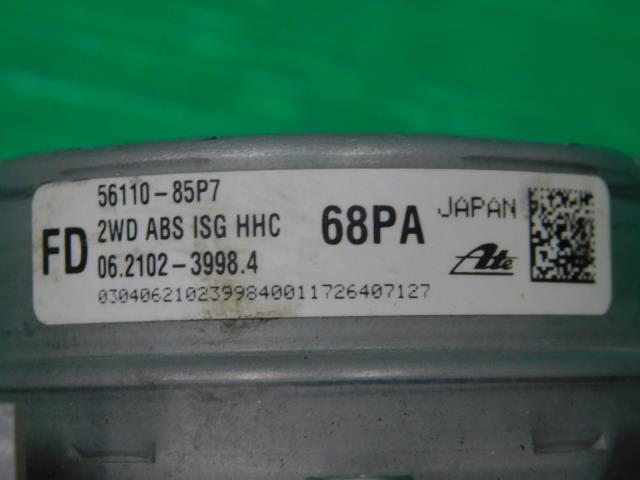 FD
56110-85P7
2WD ABS ISG HHC
06.2102-3998.4
0304062102399840011726407127
68PA
JAPAN
Ate